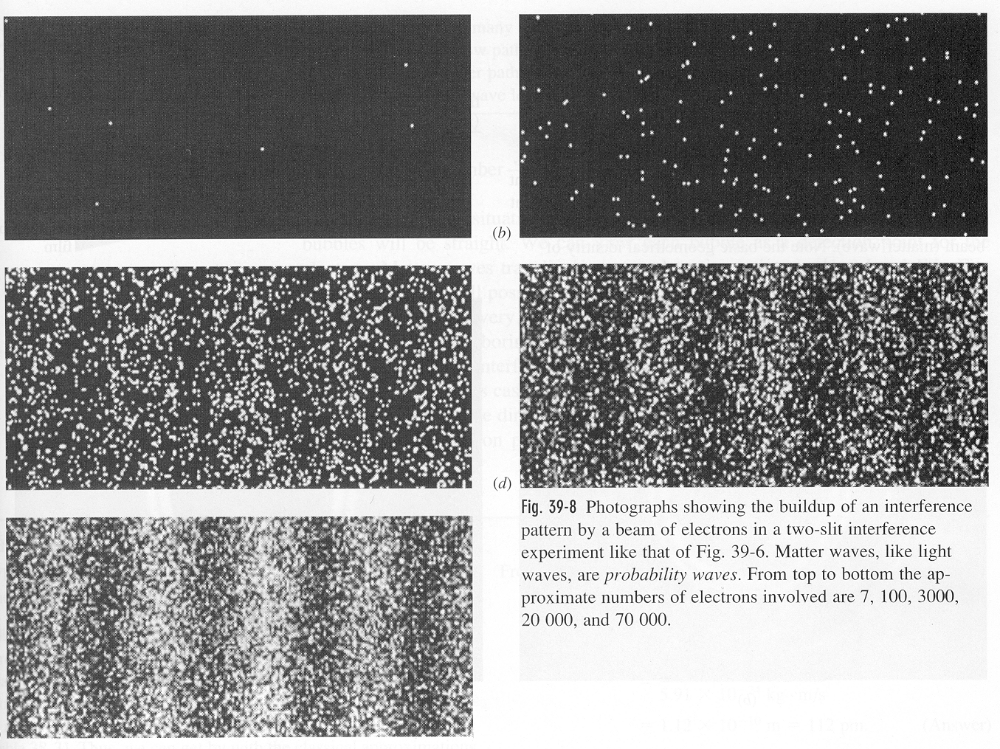 (b)
(d)
Fig. 39-8 Photographs showing the buildup of an interference
pattern by a beam of electrons in a two-slit interference
experiment like that of Fig. 39-6. Matter waves, like light
waves, are probability waves. From top to bottom the ap-
proximate numbers of electrons involved are 7, 100, 3000,
20 000, and 70 000.